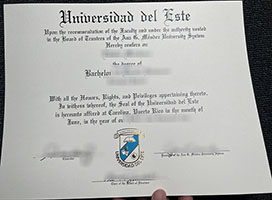 Universidad del Este
Upon the recommendation of the Faculty and under the authority vested
in the Board of Trustees of the Ana G. Méndez University System
Hereby confers on
the degree of
Bachelor
With all the Honors, Rights, and Privileges appertaining thereto.
In witness whereof, the Seal of the Universidad del Este
is hereunto affixed at Carolina, Puerto Rico in the month of
June, in the year of